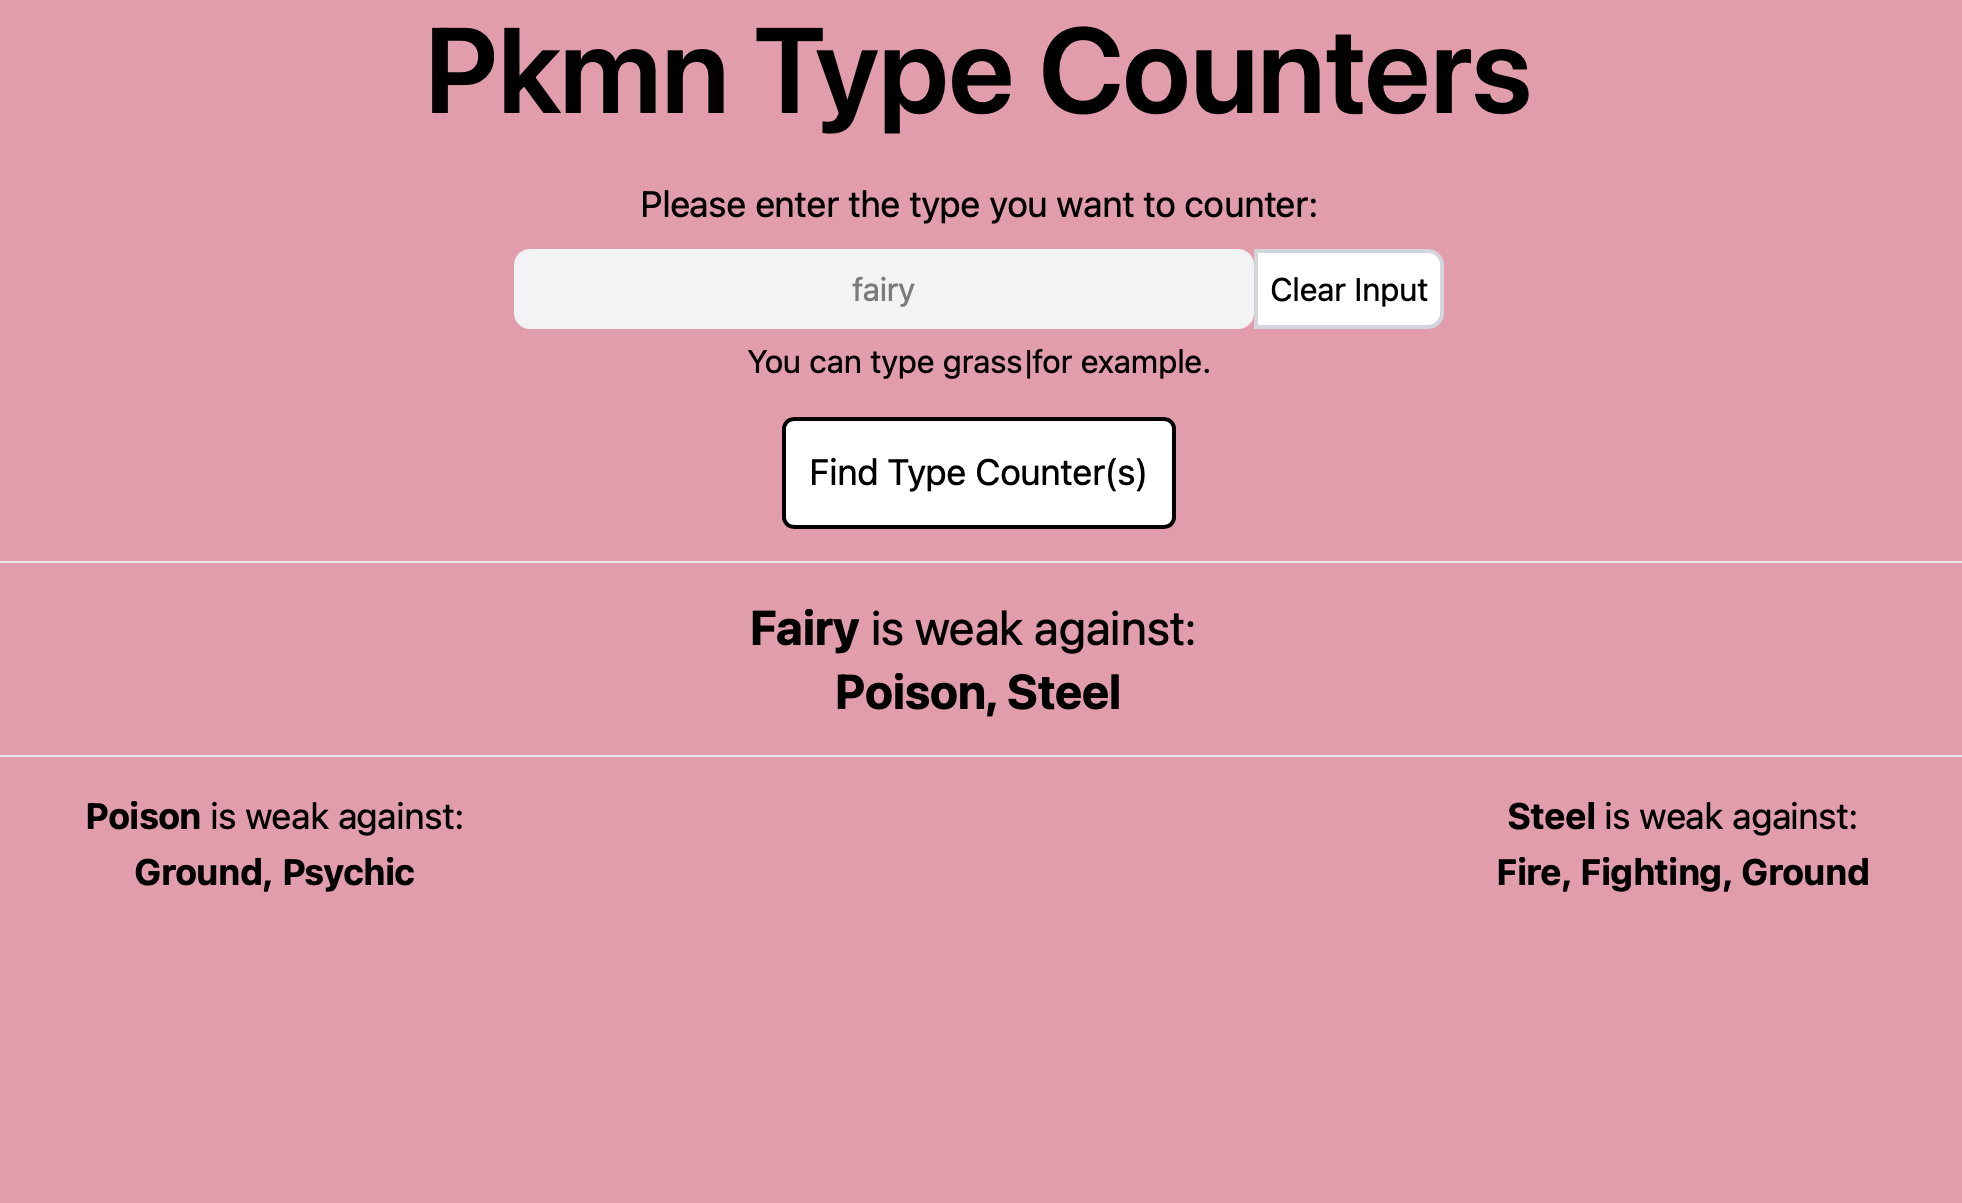 Pkmn Type Counters
Please enter the type you want to counter:
fairy
Clear Input
You can type grass|for example.
Find Type Counter(s)
Fairy is weak against:
Poison, Steel
Poison is weak against:
Ground, Psychic
Steel is weak against:
Fire, Fighting, Ground